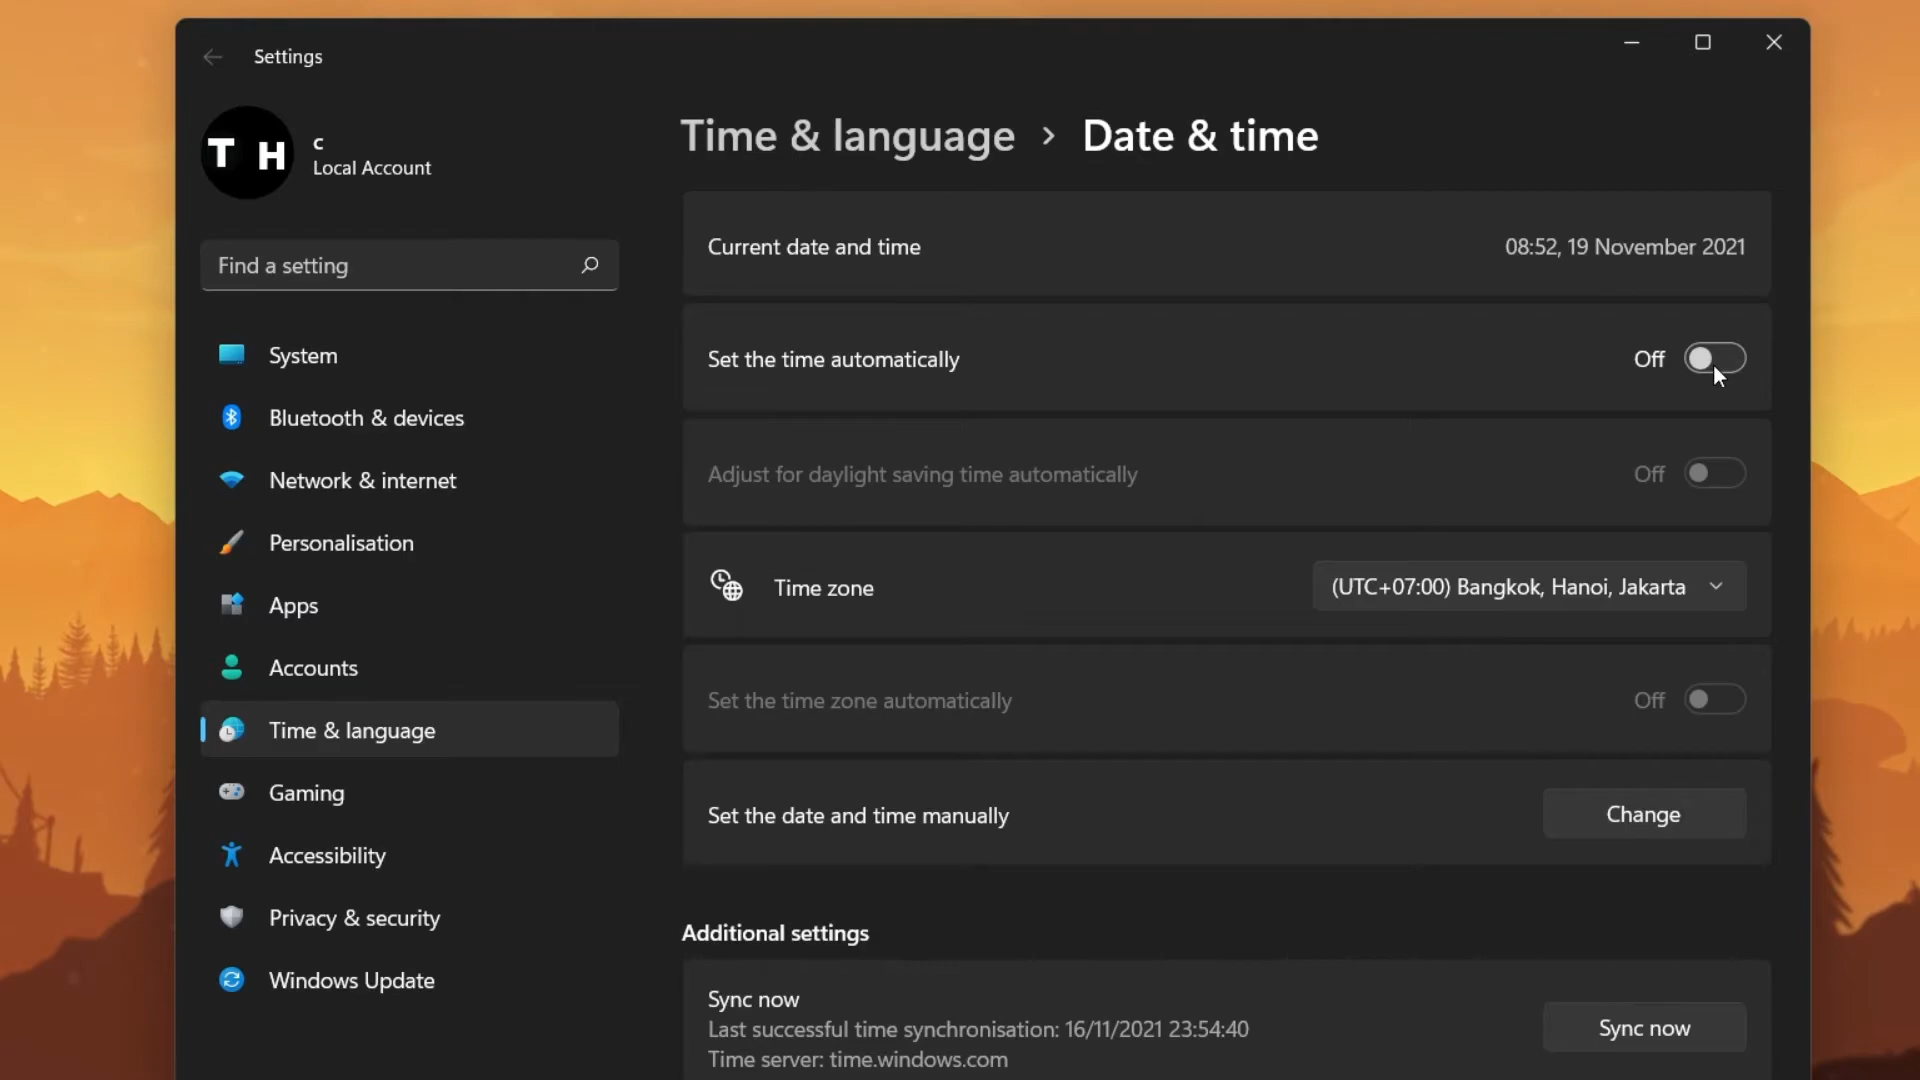 Settings
T H
c
Local Account
Find a setting
System
Bluetooth & devices
Network & internet
Personalisation
Apps
Accounts
Time & language
Gaming
Accessibility
Privacy & security
Windows Update
Time & language > Date & time
Current date and time 08:52, 19 November 2021
Set the time automatically Off
Adjust for daylight saving time automatically Off
Time zone (UTC+07:00) Bangkok, Hanoi, Jakarta
Set the time zone automatically Off
Set the date and time manually Change
Additional settings
Sync now
Last successful time synchronisation: 16/11/2021 23:54:40
Time server: time.windows.com
Sync now